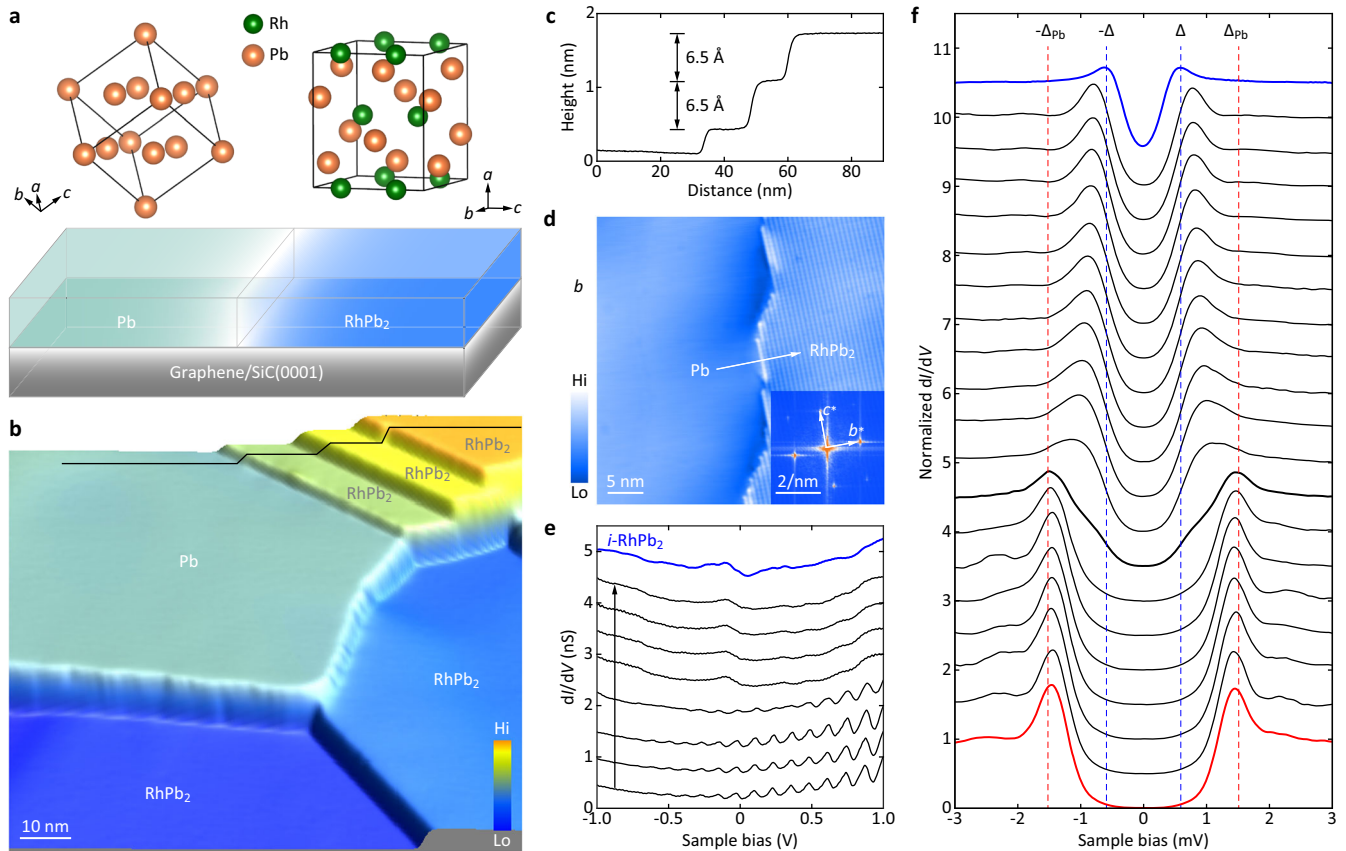 a
Rh
Pb
a
b
c
a
b
c
Pb
RhPb₂
Graphene/SiC(0001)
b
RhPb₂
RhPb₂
RhPb₂
Pb
RhPb₂
RhPb₂
10 nm
Hi
Lo
c
2
1
0
Height (nm)
6.5 Å
6.5 Å
0
20
40
60
80
Distance (nm)
d
b
Hi
Lo
Pb
RhPb₂
5 nm
c*
b*
2/nm
e
i-RhPb₂
5
4
3
2
1
0
dI/dV (nS)
-1.0
-0.5
0
0.5
1.0
Sample bias (V)
f
-Δ_Pb
-Δ
Δ
Δ_Pb
11
10
9
8
7
6
5
4
3
2
1
0
Normalized dI/dV
-3
-2
-1
0
1
2
3
Sample bias (mV)